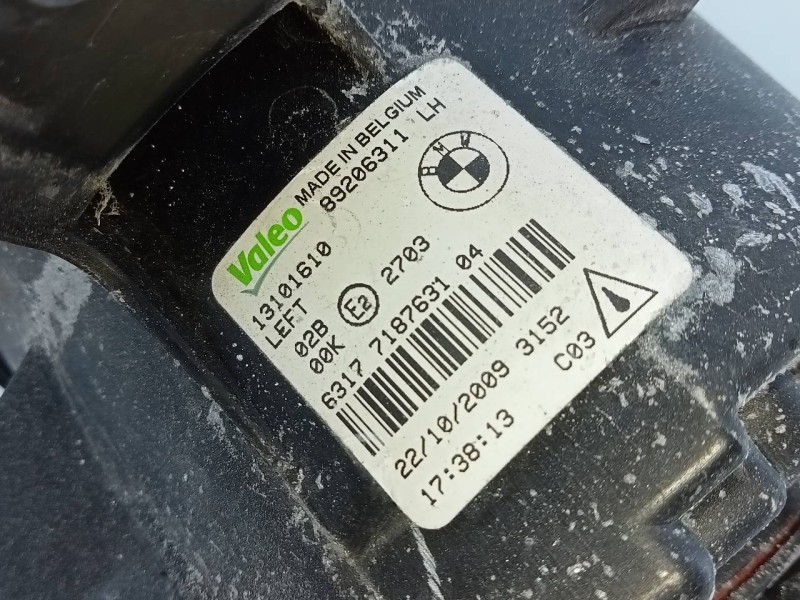 Valeo MADE IN BELGIUM
89206311 LH
BMW
13101610
LEFT
02B
00K
E2 2703
6317 7187631 04
22/10/2009 3152
17:38:13 C03